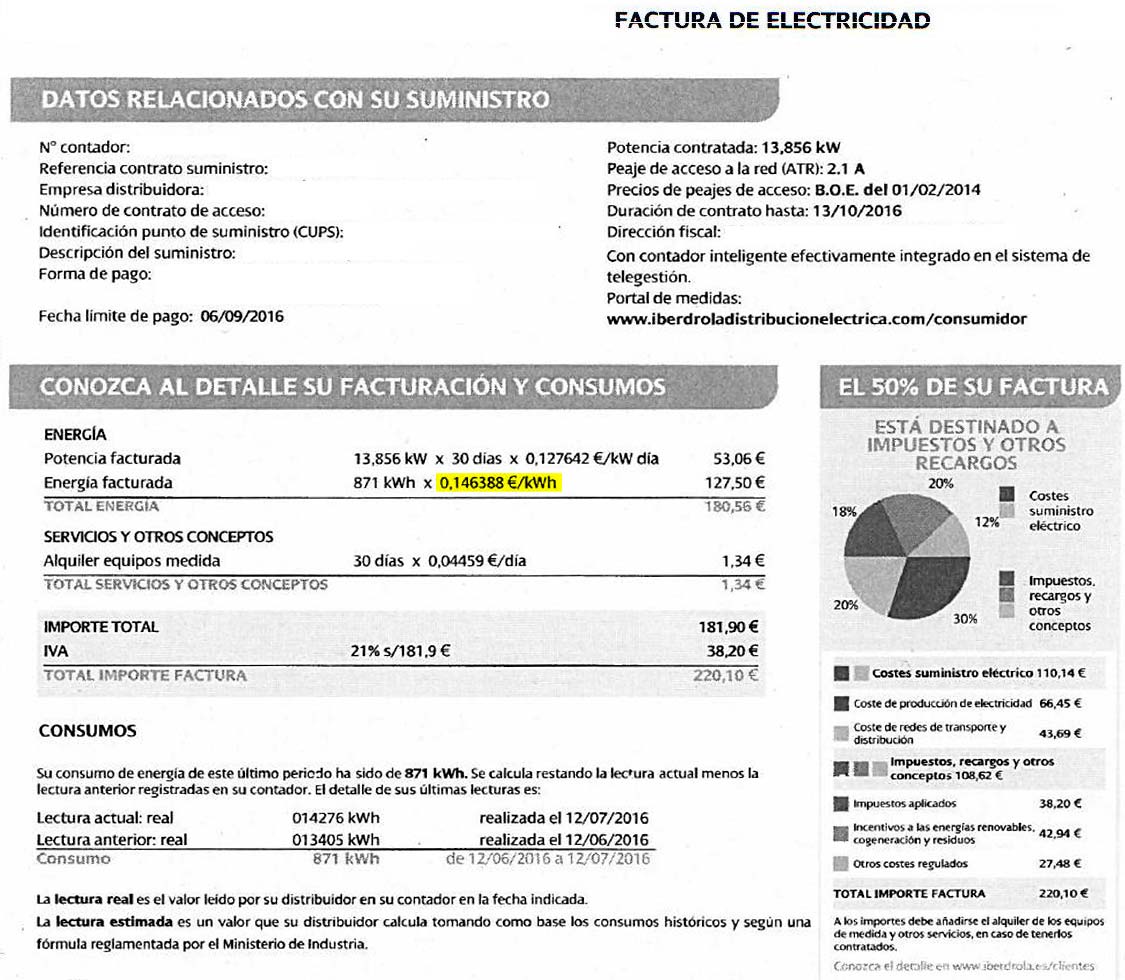 FACTURA DE ELECTRICIDAD
DATOS RELACIONADOS CON SU SUMINISTRO
Nº contador:
Referencia contrato suministro:
Empresa distribuidora:
Número de contrato de acceso:
Identificación punto de suministro (CUPS):
Descripción del suministro:
Forma de pago:
Fecha límite de pago: 06/09/2016
Potencia contratada: 13,856 kW
Peaje de acceso a la red (ATR): 2.1 A
Precios de peajes de acceso: B.O.E. del 01/02/2014
Duración de contrato hasta: 13/10/2016
Dirección fiscal:
Con contador inteligente efectivamente integrado en el sistema de
telegestión.
Portal de medidas:
www.iberdroladistribucionelectrica.com/consumidor
CONOZCA AL DETALLE SU FACTURACIÓN Y CONSUMOS
ENERGÍA
Potencia facturada 13,856 kW x 30 días x 0,127642 €/kW día 53,06 €
Energía facturada 871 kWh x 0,146388 €/kWh 127,50 €
TOTAL ENERGÍA 180,56 €
SERVICIOS Y OTROS CONCEPTOS
Alquiler equipos medida 30 días x 0,04459 €/día 1,34 €
TOTAL SERVICIOS Y OTROS CONCEPTOS 1,34 €
IMPORTE TOTAL 181,90 €
IVA 21% s/181,9 € 38,20 €
TOTAL IMPORTE FACTURA 220,10 €
CONSUMOS
Su consumo de energía de este último periodo ha sido de 871 kWh. Se calcula restando la lectura actual menos la
lectura anterior registradas en su contador. El detalle de sus últimas lecturas es:
Lectura actual: real 014276 kWh realizada el 12/07/2016
Lectura anterior: real 013405 kWh realizada el 12/06/2016
Consumo 871 kWh de 12/06/2016 a 12/07/2016
La lectura real es el valor leído por su distribuidor en su contador en la fecha indicada.
La lectura estimada es un valor que su distribuidor calcula tomando como base los consumos históricos y según una
fórmula reglamentada por el Ministerio de Industria.
EL 50% DE SU FACTURA
ESTÁ DESTINADO A
IMPUESTOS Y OTROS
RECARGOS
20%
18%
12%
20%
30%
Costes
suministro
eléctrico
Impuestos,
recargos y
otros
conceptos
Costes suministro eléctrico 110,14 €
Coste de producción de electricidad 66,45 €
Coste de redes de transporte y
distribución 43,69 €
Impuestos, recargos y otros
conceptos 108,62 €
Impuestos aplicados 38,20 €
Incentivos a las energías renovables,
cogeneración y residuos 42,94 €
Otros costes regulados 27,48 €
TOTAL IMPORTE FACTURA 220,10 €
A los importes debe añadirse el alquiler de los equipos
de medida y otros servicios, en caso de tenerlos
contratados.
Conozca el detalle en www.iberdrola.es/clientes